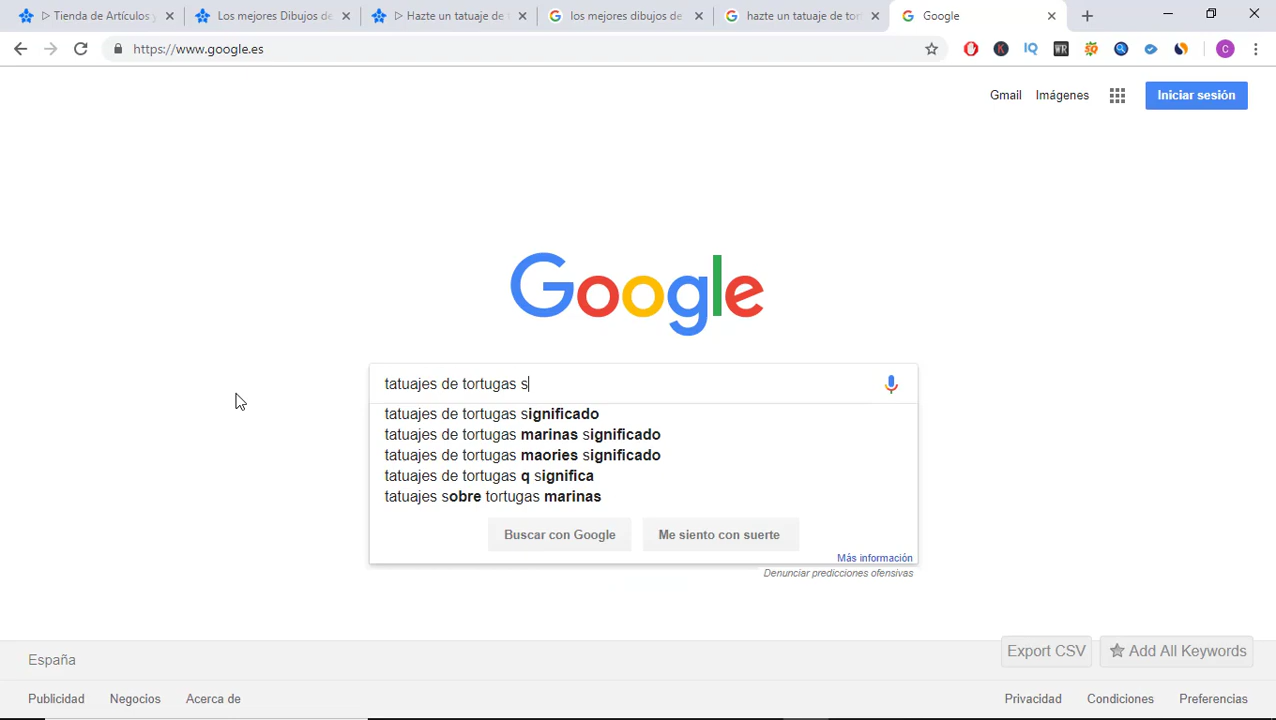 ▷ Tienda de Artículos y
Los mejores Dibujos de
▷ Hazte un tatuaje de t
los mejores dibujos de
hazte un tatuaje de tor
Google
https://www.google.es
K
IQ
WR
C
Gmail
Imágenes
Iniciar sesión
Google
tatuajes de tortugas s
tatuajes de tortugas significado
tatuajes de tortugas marinas significado
tatuajes de tortugas maories significado
tatuajes de tortugas q significa
tatuajes sobre tortugas marinas
Buscar con Google
Me siento con suerte
Más información
Denunciar predicciones ofensivas
Export CSV
Add All Keywords
España
Publicidad
Negocios
Acerca de
Privacidad
Condiciones
Preferencias